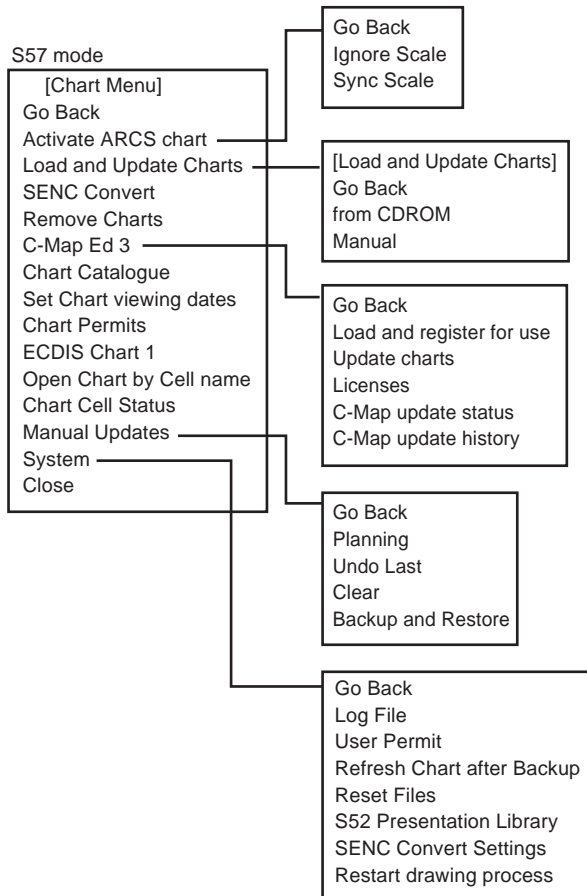 S57 mode
[Chart Menu]
Go Back
Activate ARCS chart
Load and Update Charts
SENC Convert
Remove Charts
C-Map Ed 3
Chart Catalogue
Set Chart viewing dates
Chart Permits
ECDIS Chart 1
Open Chart by Cell name
Chart Cell Status
Manual Updates
System
Close
Go Back
Ignore Scale
Sync Scale
[Load and Update Charts]
Go Back
from CDROM
Manual
Go Back
Load and register for use
Update charts
Licenses
C-Map update status
C-Map update history
Go Back
Planning
Undo Last
Clear
Backup and Restore
Go Back
Log File
User Permit
Refresh Chart after Backup
Reset Files
S52 Presentation Library
SENC Convert Settings
Restart drawing process